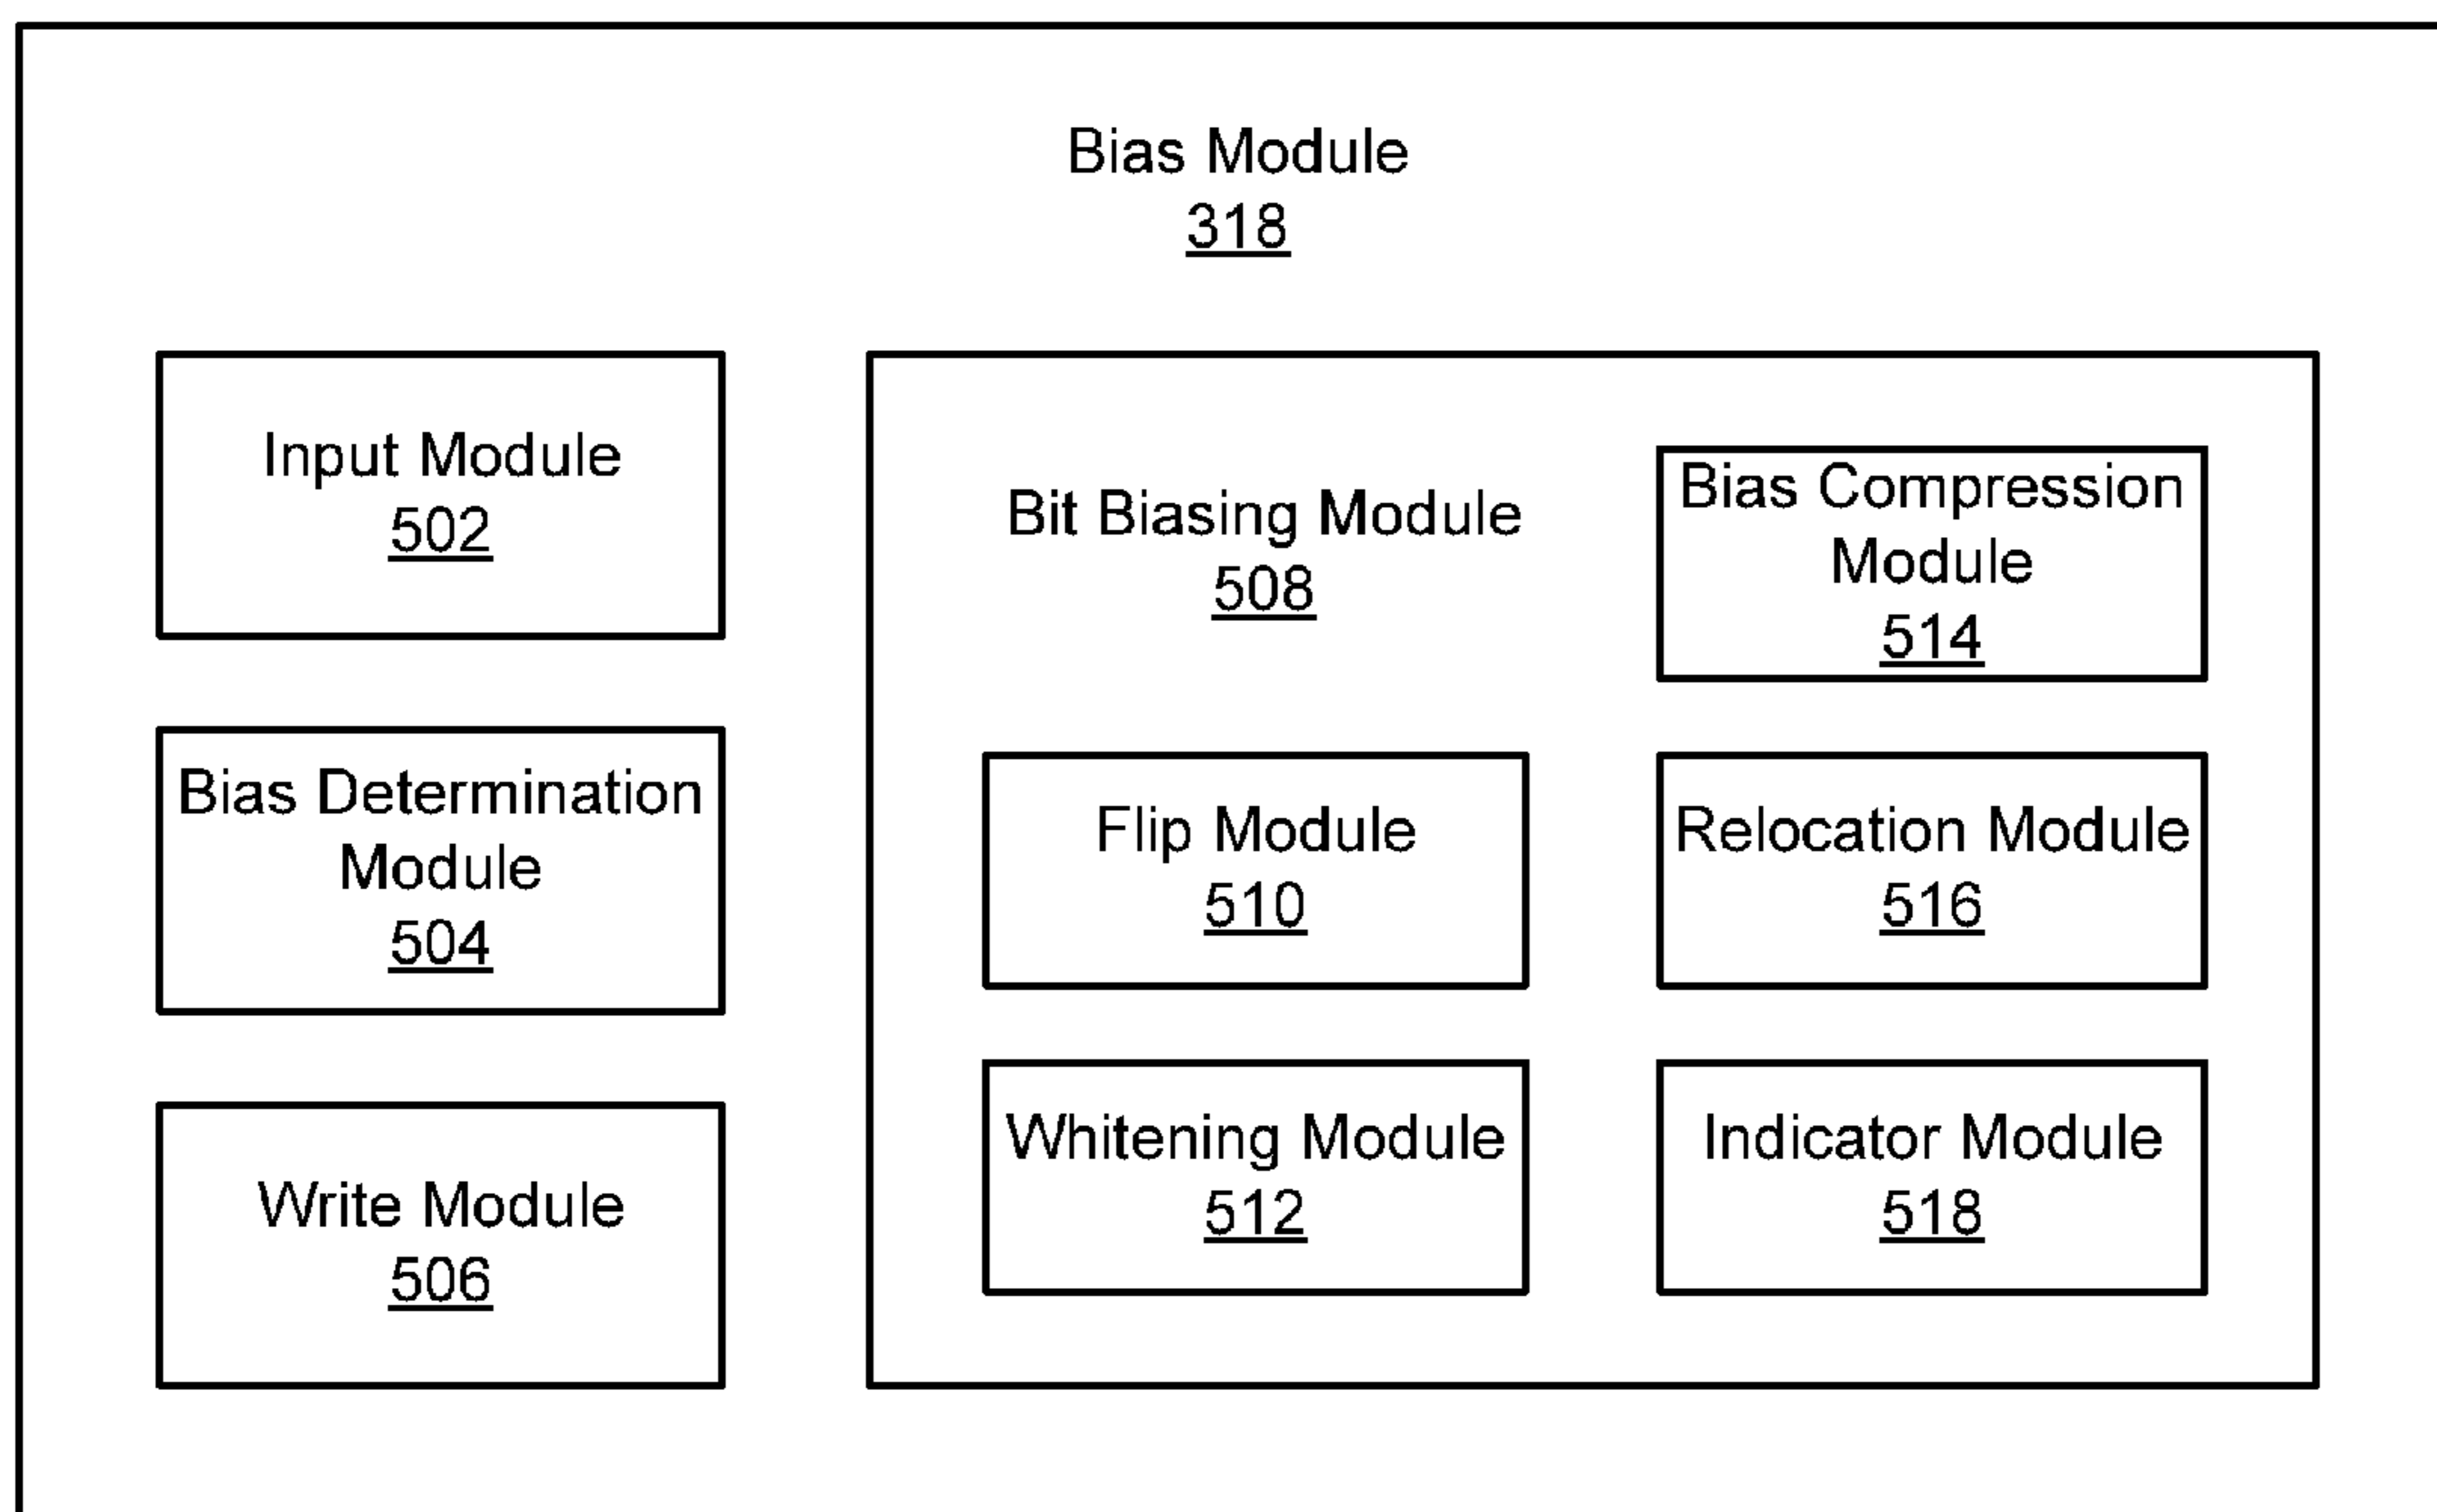 Bias Module
318
Input Module
502
Bias Determination
Module
504
Write Module
506
Bit Biasing Module
508
Bias Compression
Module
514
Flip Module
510
Relocation Module
516
Whitening Module
512
Indicator Module
518